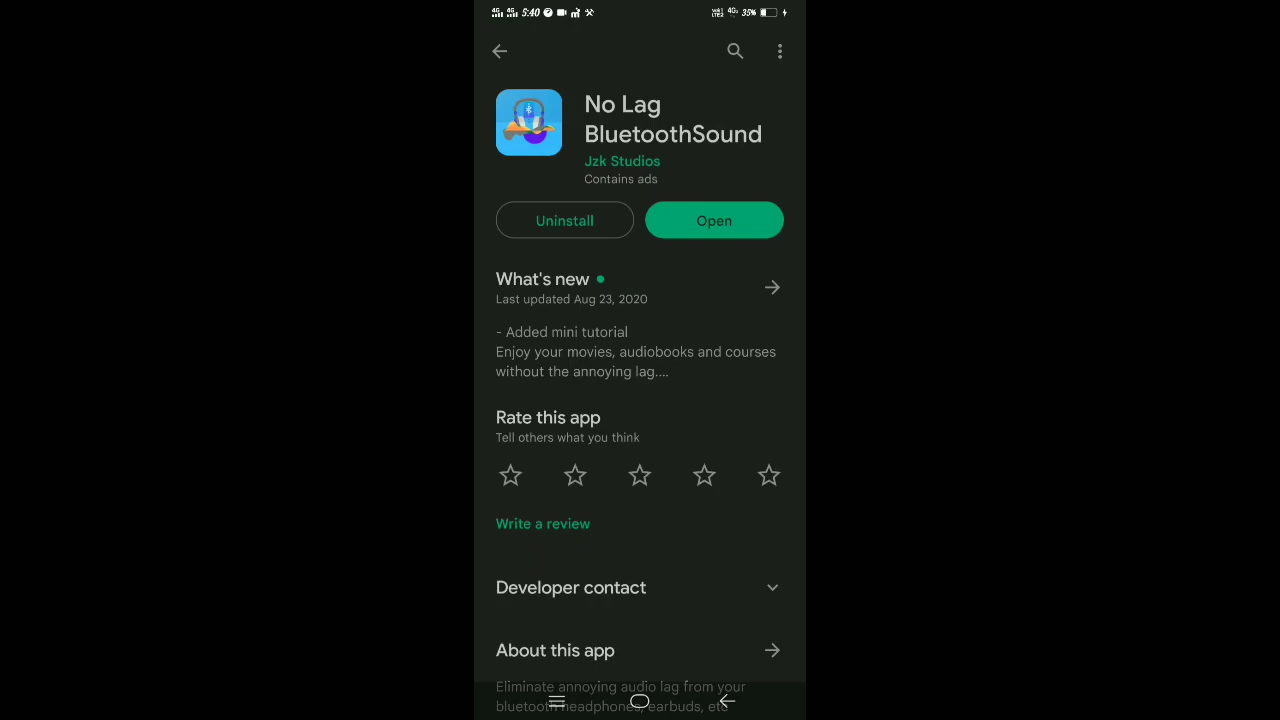 5:40 35%
No Lag
BluetoothSound
Jzk Studios
Contains ads
Uninstall Open
What's new
Last updated Aug 23, 2020
- Added mini tutorial
Enjoy your movies, audiobooks and courses
without the annoying lag....
Rate this app
Tell others what you think
Write a review
Developer contact
About this app
Eliminate annoying audio lag from your
bluetooth headphones, earbuds, etc